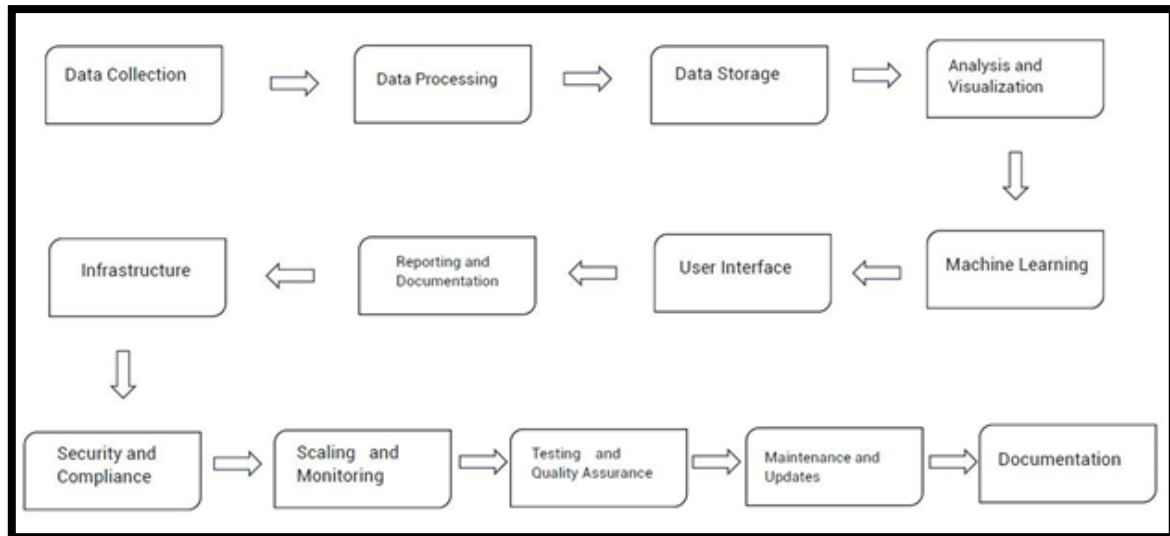 Data Collection
Data Processing
Data Storage
Analysis and
Visualization
Machine Learning
User Interface
Reporting and
Documentation
Infrastructure
Security and
Compliance
Scaling and
Monitoring
Testing and
Quality Assurance
Maintenance and
Updates
Documentation